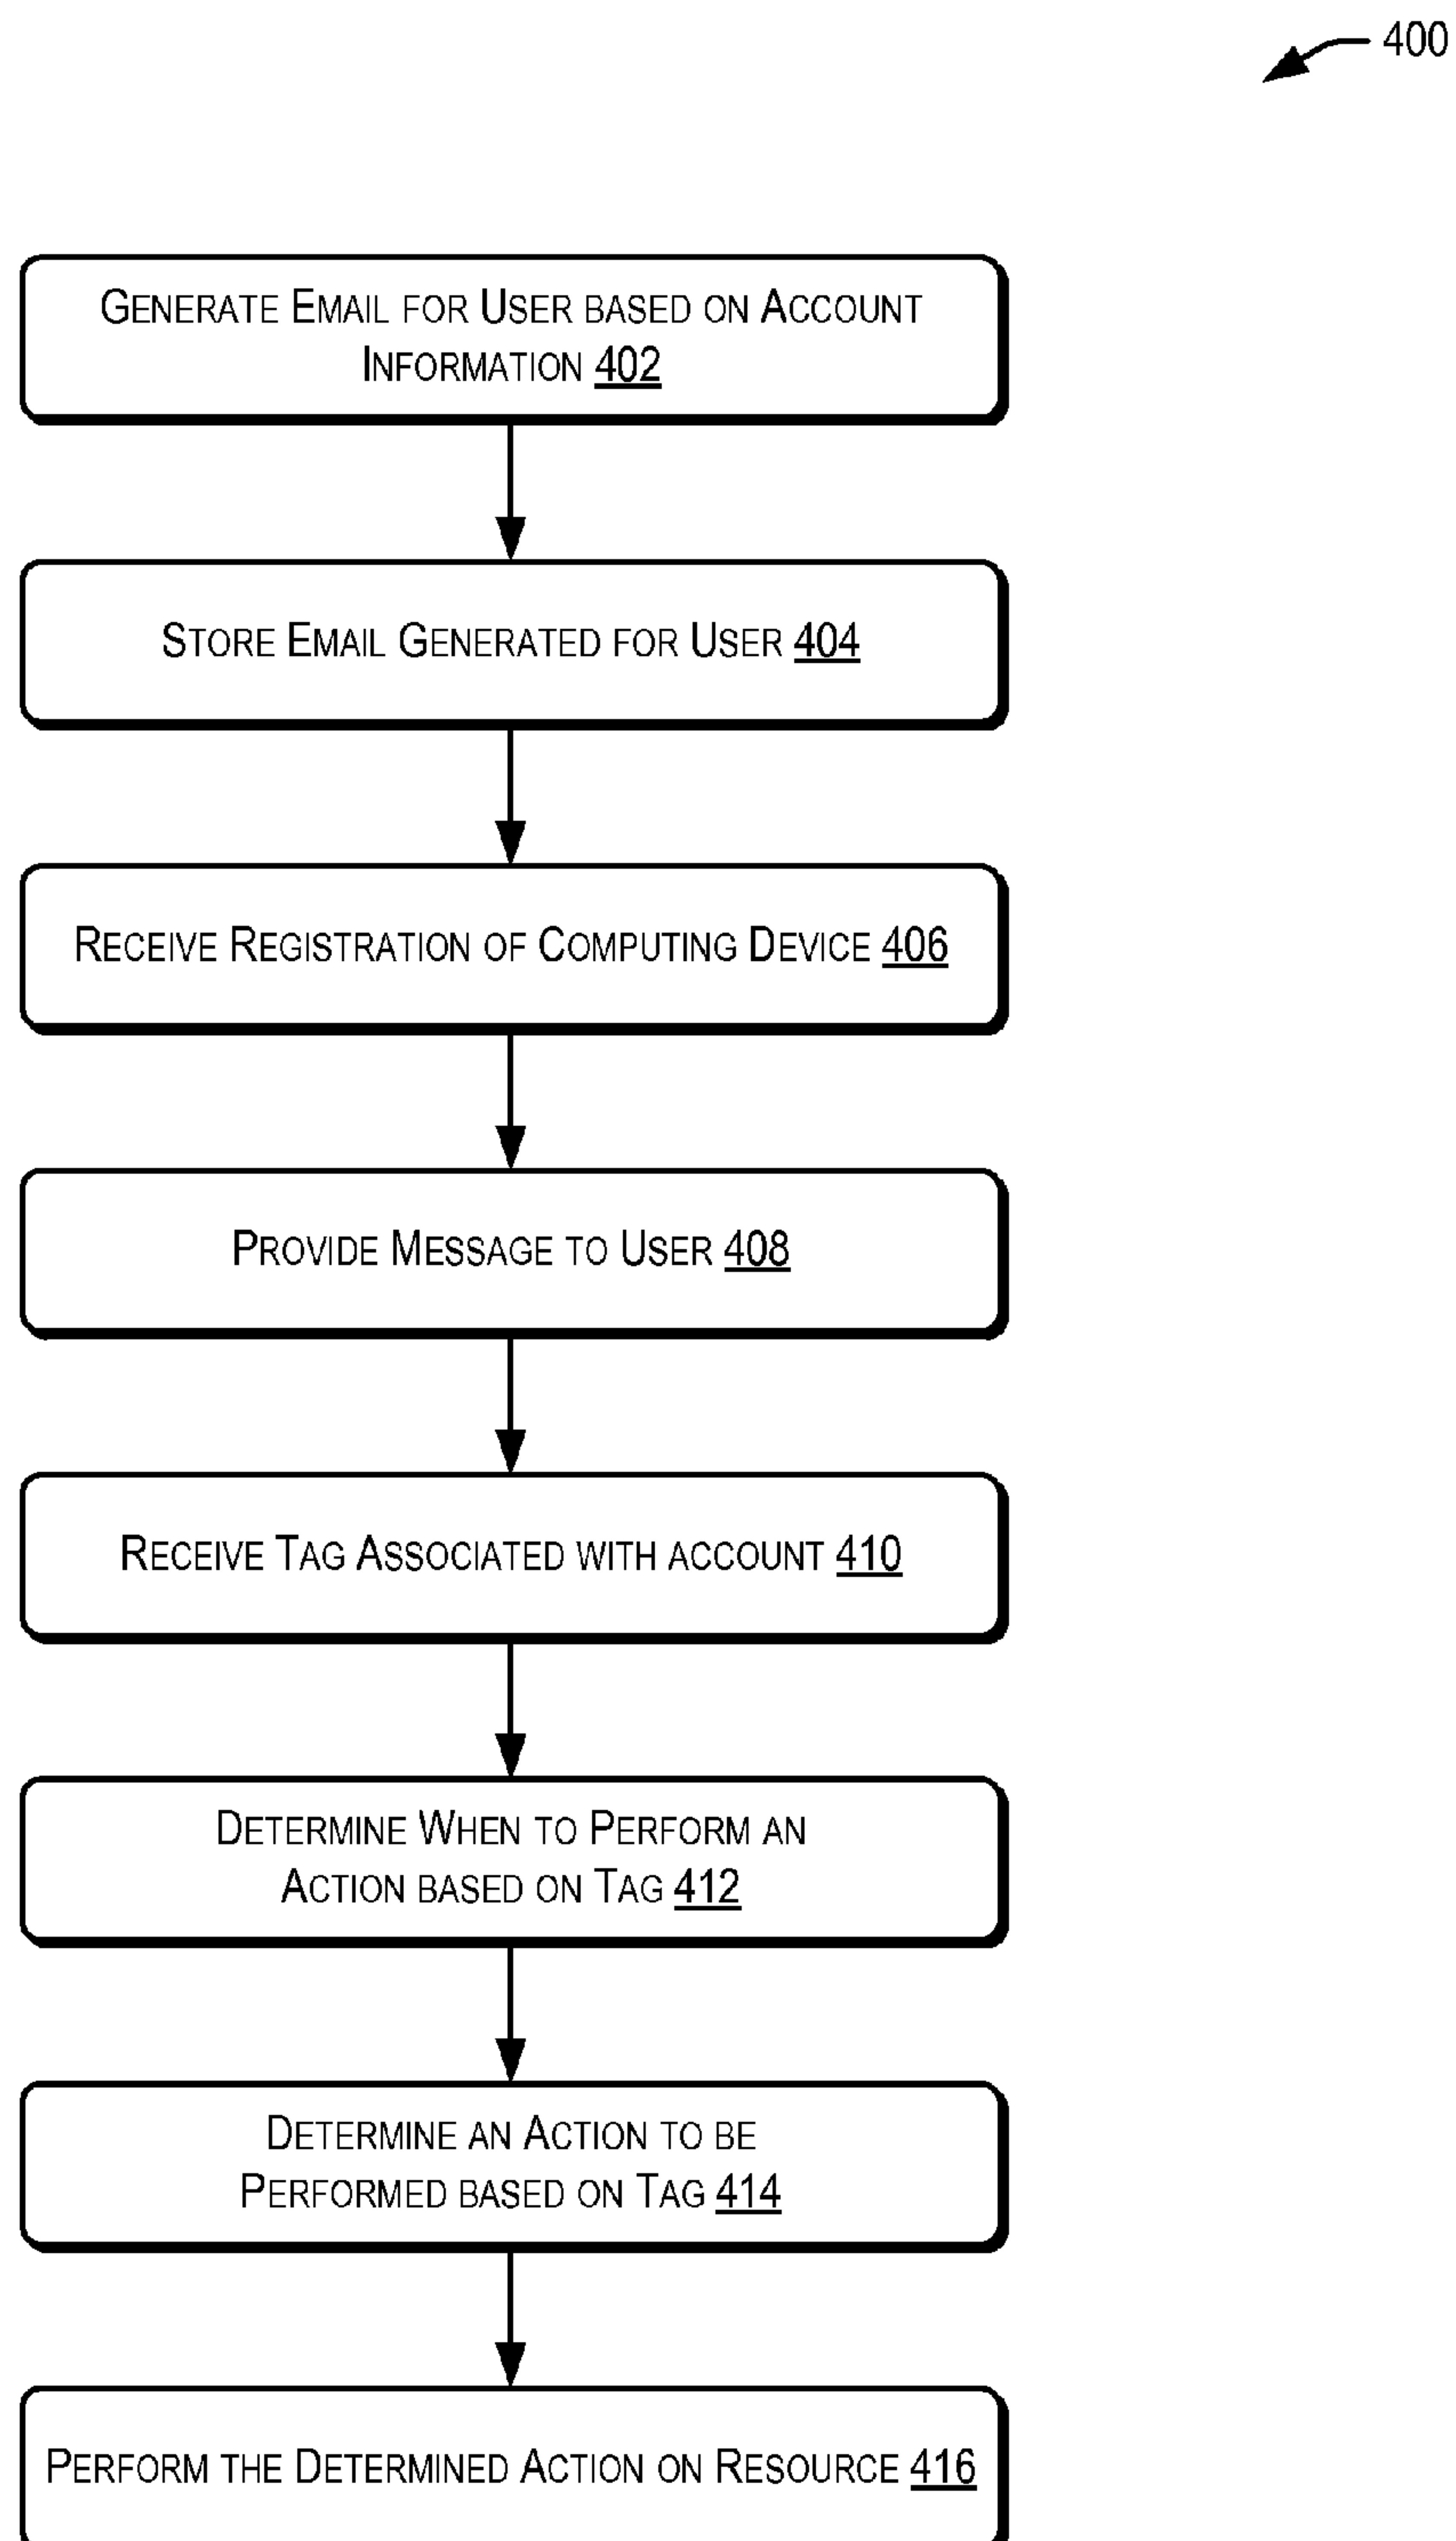 400
Generate Email for User based on Account
Information 402
Store Email Generated for User 404
Receive Registration of Computing Device 406
Provide Message to User 408
Receive Tag Associated with account 410
Determine When to Perform an
Action based on Tag 412
Determine an Action to be
Performed based on Tag 414
Perform the Determined Action on Resource 416